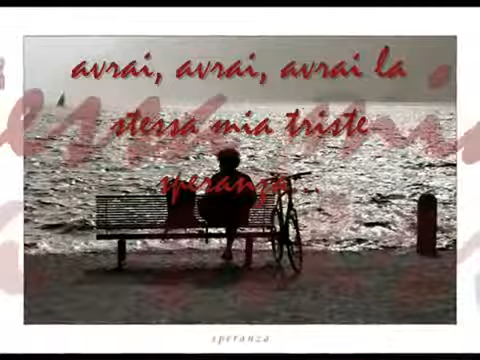 avrai, avrai, avrai la
stessa mia triste
speranza...
speranza